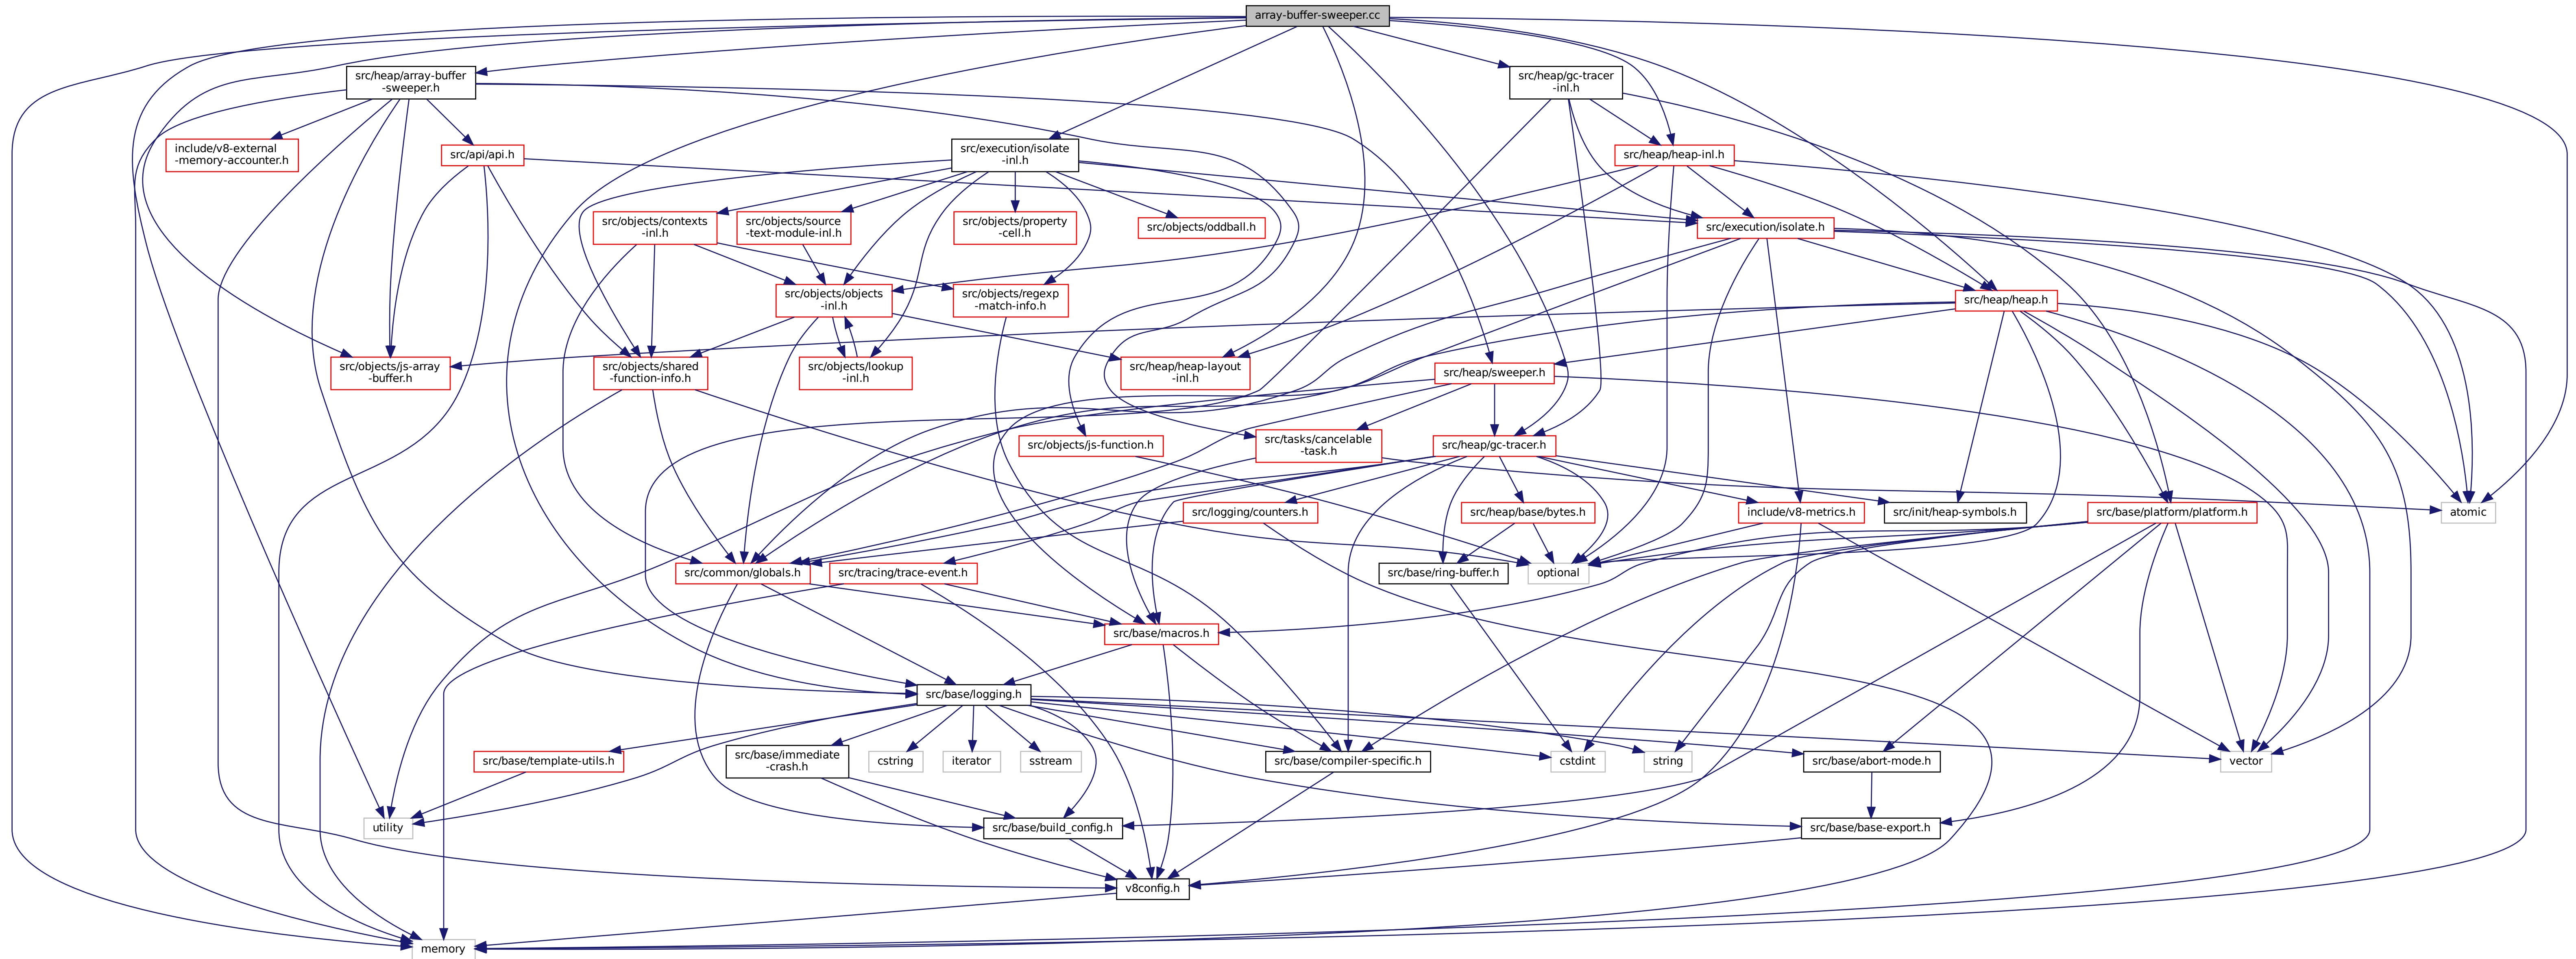 array-buffer-sweeper.cc
src/heap/array-buffer
-sweeper.h
src/heap/gc-tracer
-inl.h
include/v8-external
-memory-accounter.h
src/api/api.h
src/execution/isolate
-inl.h
src/heap/heap-inl.h
src/objects/contexts
-inl.h
src/objects/source
-text-module-inl.h
src/objects/property
-cell.h
src/objects/oddball.h
src/execution/isolate.h
src/objects/objects
-inl.h
src/objects/regexp
-match-info.h
src/heap/heap.h
src/objects/js-array
-buffer.h
src/objects/shared
-function-info.h
src/objects/lookup
-inl.h
src/heap/heap-layout
-inl.h
src/heap/sweeper.h
src/objects/js-function.h
src/tasks/cancelable
-task.h
src/heap/gc-tracer.h
src/logging/counters.h
src/heap/base/bytes.h
include/v8-metrics.h
src/init/heap-symbols.h
src/base/platform/platform.h
atomic
src/common/globals.h
src/tracing/trace-event.h
src/base/ring-buffer.h
optional
src/base/macros.h
src/base/logging.h
src/base/template-utils.h
src/base/immediate
-crash.h
cstring
iterator
sstream
src/base/compiler-specific.h
cstdint
string
src/base/abort-mode.h
vector
utility
src/base/build_config.h
src/base/base-export.h
v8config.h
memory